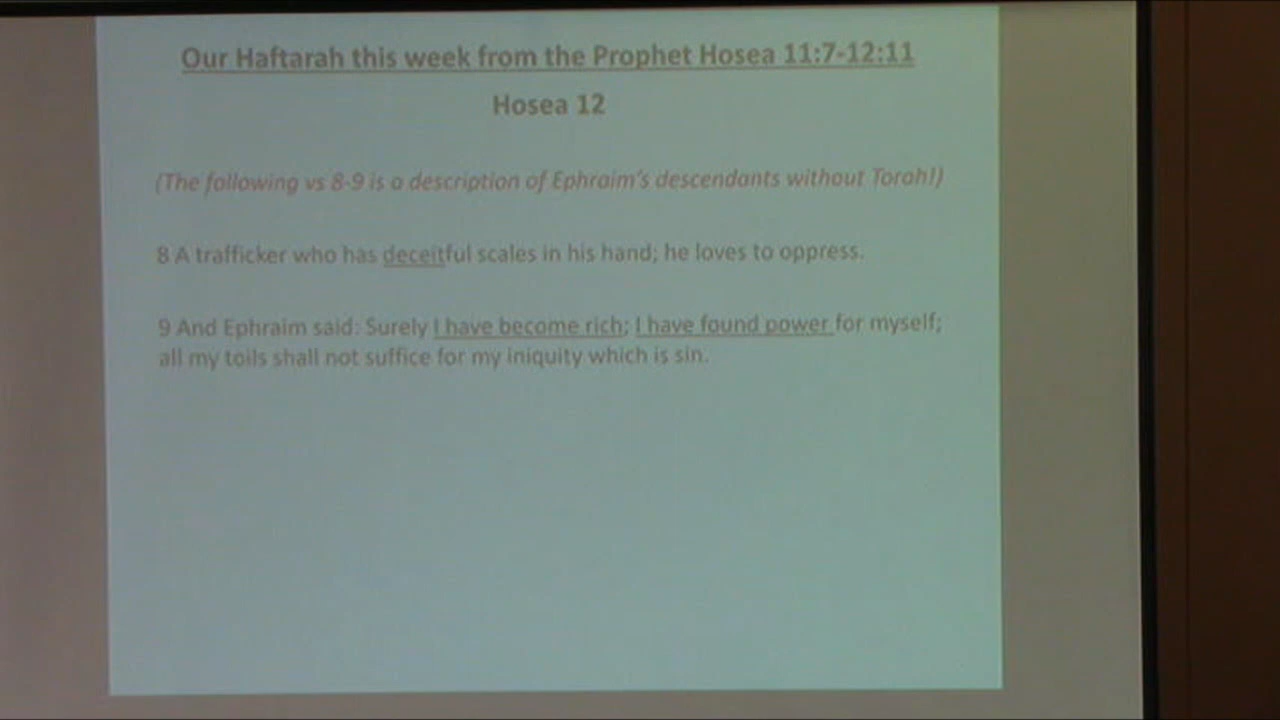 Our Haftarah this week from the Prophet Hosea 11:7-12:11
Hosea 12
(The following vs 8-9 is a description of Ephraim's descendants without Torah!)
8 A trafficker who has deceitful scales in his hand; he loves to oppress.
9 And Ephraim said: Surely I have become rich; I have found power for myself;
all my toils shall not suffice for my iniquity which is sin.